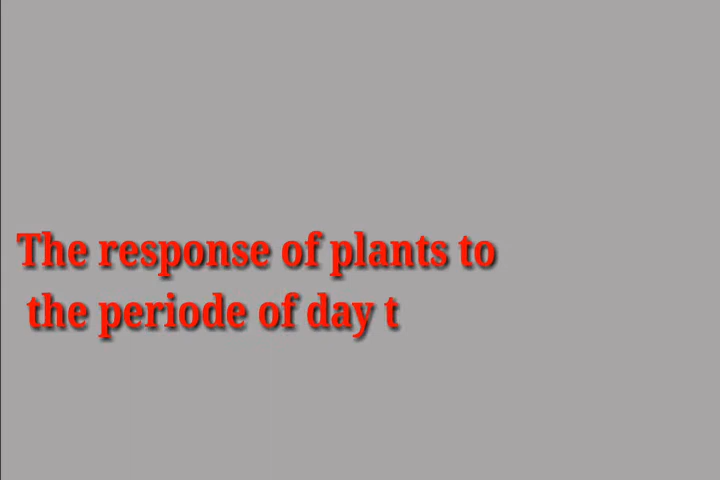 The response of plants to
the periode of day t